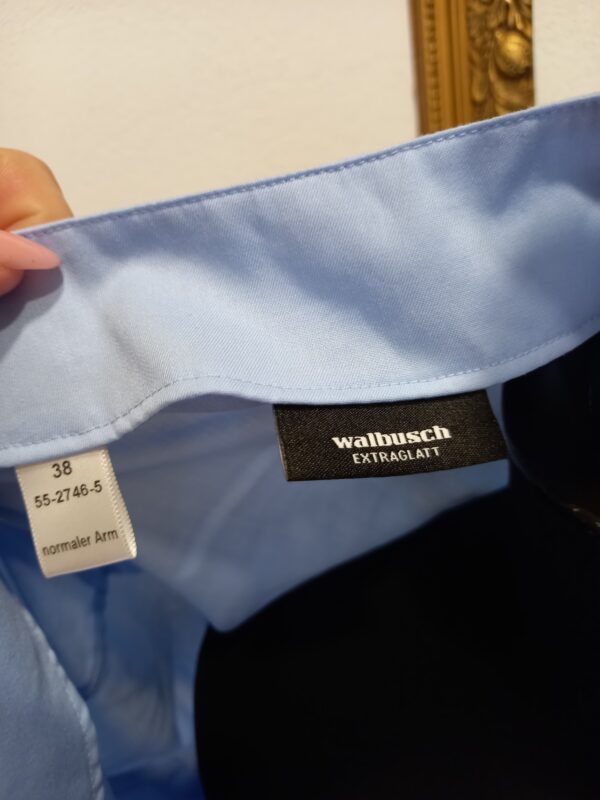 38
55-2746-5
normaler Arm
walbusch
EXTRAGLATT